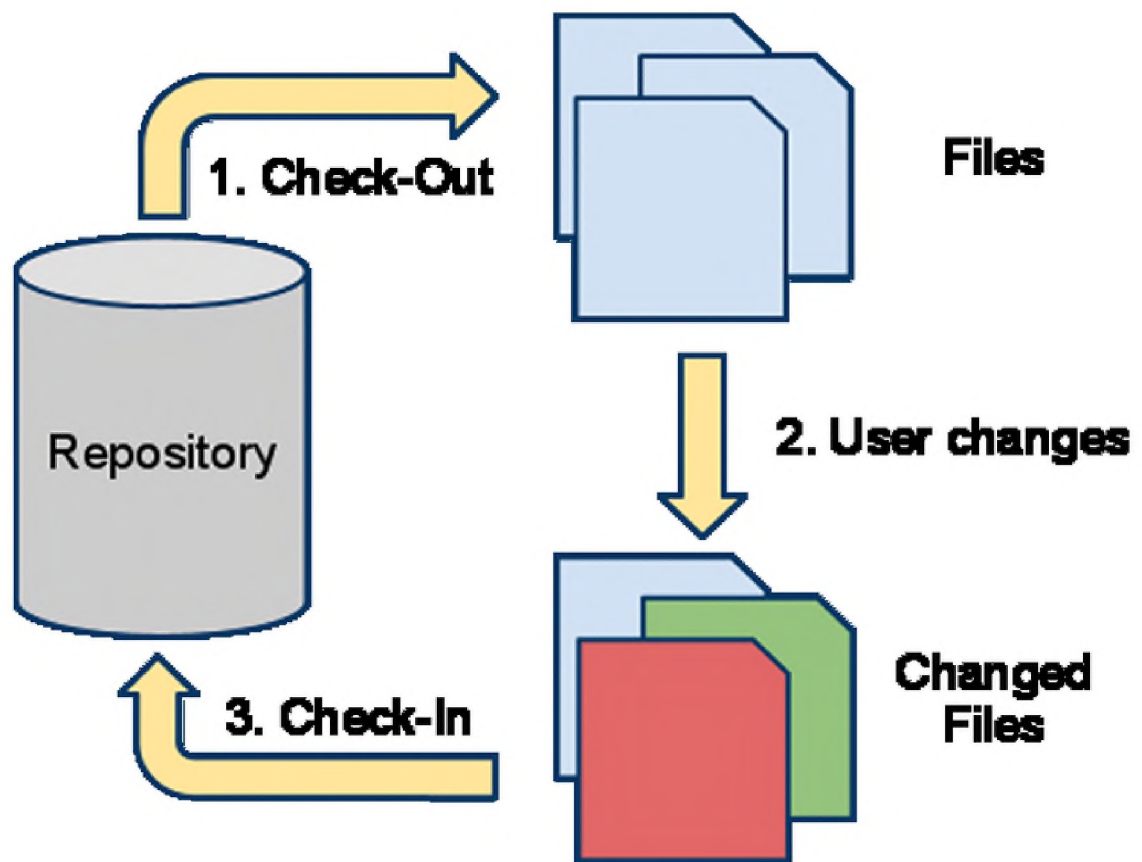 1. Check-Out
Files
Repository
2. User changes
3. Check-In
Changed
Files